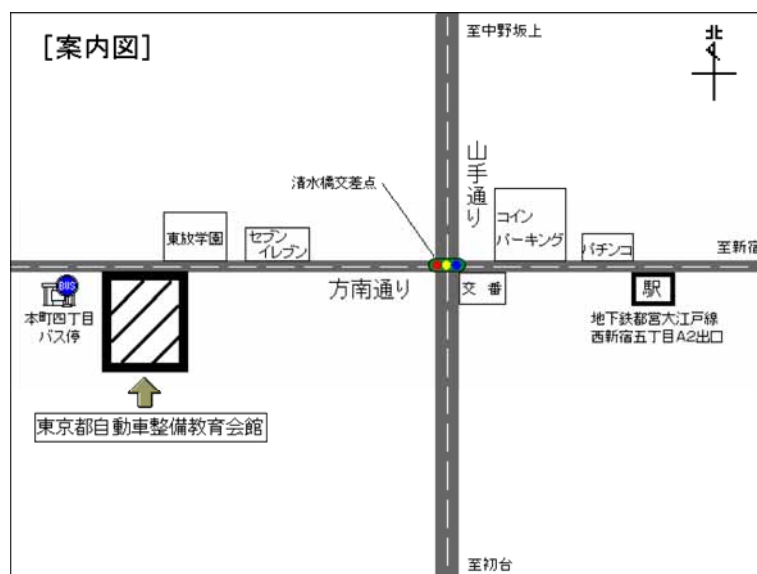 [案内図]
至中野坂上
北
山手通り
清水橋交差点
コイン
パーキング
東放学園
セブン
イレブン
パチンコ
至新宿
BUS
方南通り
交番
駅
本町四丁目
バス停
地下鉄都営大江戸線
西新宿五丁目A2出口
東京都自動車整備教育会館
至初台